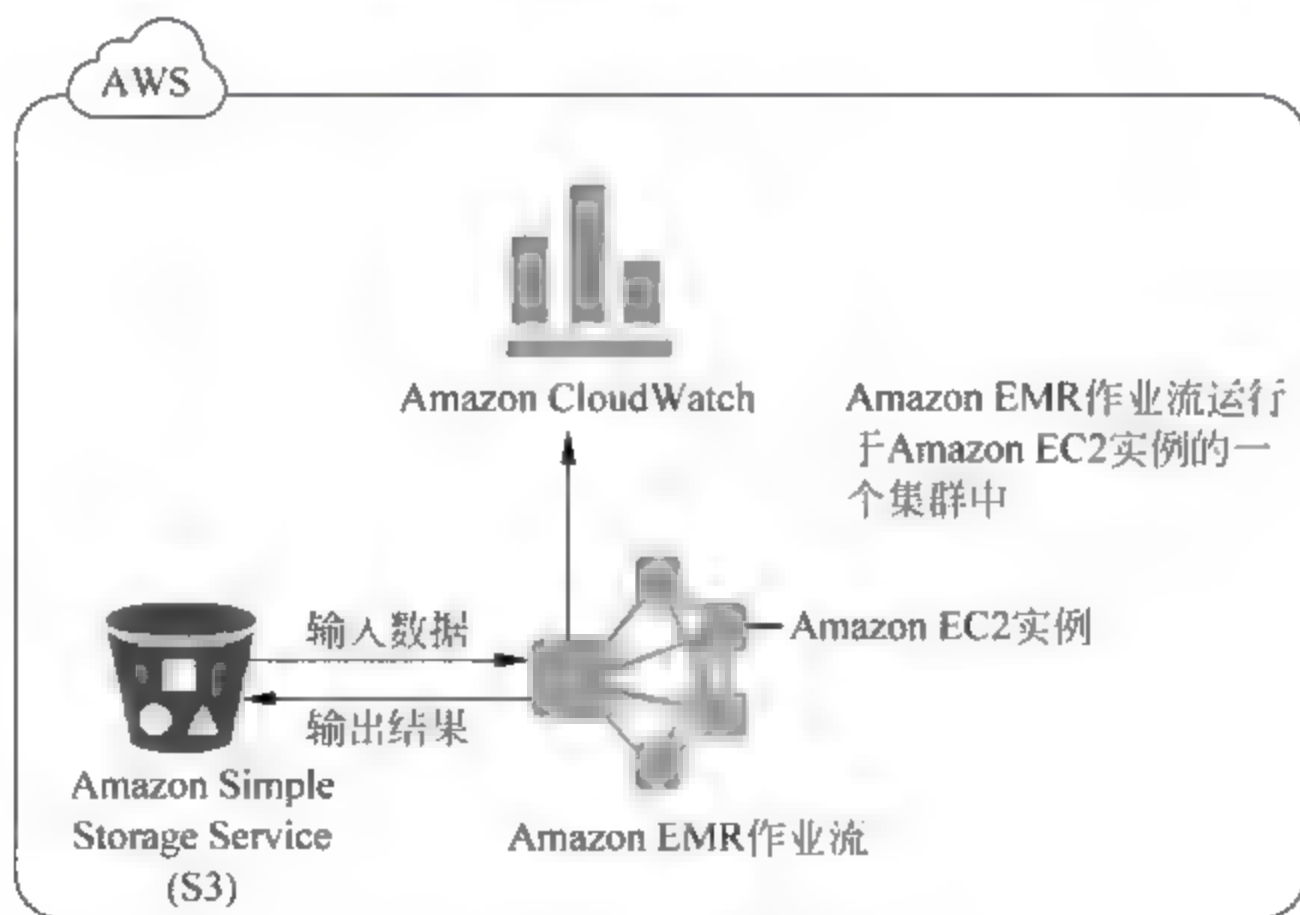 AWS
Amazon CloudWatch
Amazon EMR作业流运行
于Amazon EC2实例的一
个集群中
输入数据
Amazon EC2实例
输出结果
Amazon Simple
Storage Service
(S3)
Amazon EMR作业流